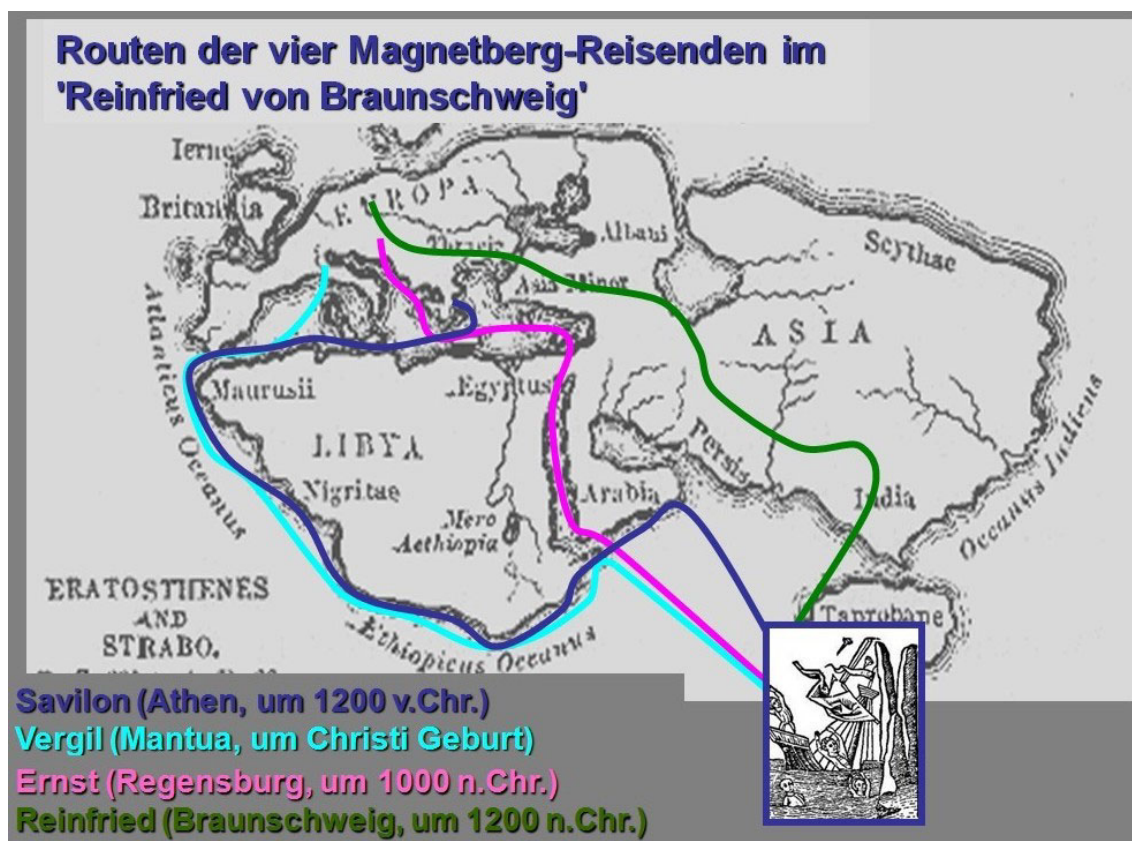 Routen der vier Magnetberg-Reisenden im
'Reinfried von Braunschweig'
Ierne
Britannia
EUROPA
Thracia
Albani
Scythae
Asia Minor
ASIA
Atlanticus Oceanus
Maurusii
Egyptus
LIBYA
Persis
Nigritae
Arabia
India
Mero
Aethiopia
Oceanus Indicus
ERATOSTHENES
AND
STRABO.
Ethiopicus Oceanus
Taprobane
Savilon (Athen, um 1200 v.Chr.)
Vergil (Mantua, um Christi Geburt)
Ernst (Regensburg, um 1000 n.Chr.)
Reinfried (Braunschweig, um 1200 n.Chr.)